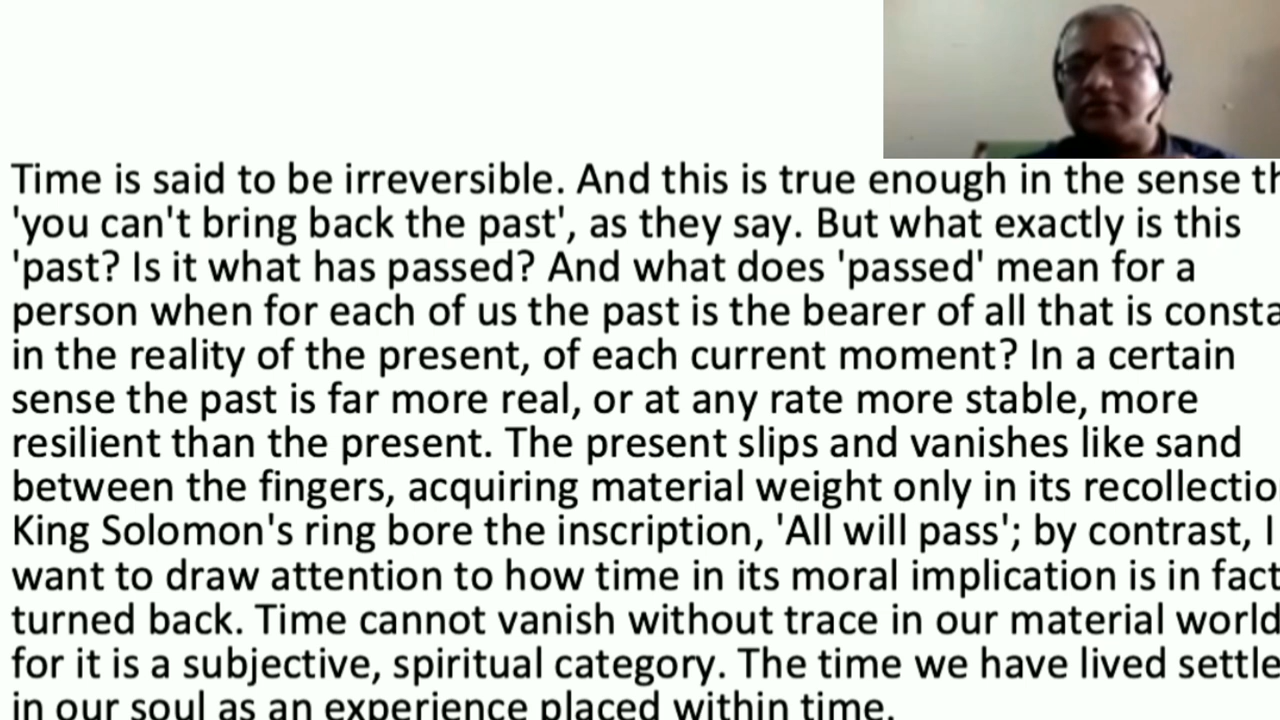 Time is said to be irreversible. And this is true enough in the sense th
'you can't bring back the past', as they say. But what exactly is this
'past? Is it what has passed? And what does 'passed' mean for a
person when for each of us the past is the bearer of all that is consta
in the reality of the present, of each current moment? In a certain
sense the past is far more real, or at any rate more stable, more
resilient than the present. The present slips and vanishes like sand
between the fingers, acquiring material weight only in its recollectio
King Solomon's ring bore the inscription, 'All will pass'; by contrast, I
want to draw attention to how time in its moral implication is in fact
turned back. Time cannot vanish without trace in our material world
for it is a subjective, spiritual category. The time we have lived settle
in our soul as an experience placed within time.